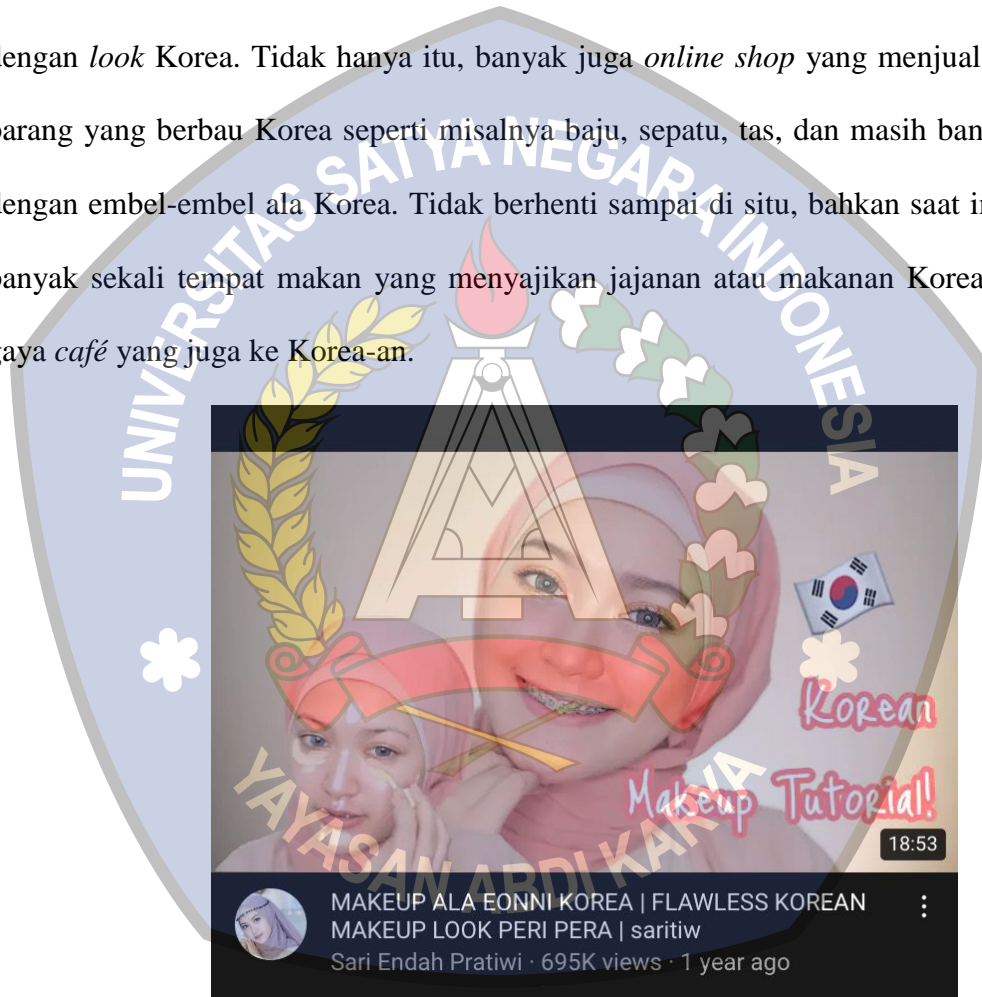 dengan look Korea. Tidak hanya itu, banyak juga online shop yang menjual
barang yang berbau Korea seperti misalnya baju, sepatu, tas, dan masih
dengan embel-embel ala Korea. Tidak berhenti sampai di situ, bahkan saat
banyak sekali tempat makan yang menyajikan jajanan atau makanan Korea
gaya café yang juga ke Korea-an.
UNIVERSITAS SATYA NEGARA INDONESIA
Korean
Makeup Tutorial!
18:53
YAYASAN ABDI KARYA
MAKEUP ALA EONNI KOREA | FLAWLESS KOREAN
MAKEUP LOOK PERI PERA | saritiw
Sari Endah Pratiwi · 695K views · 1 year ago